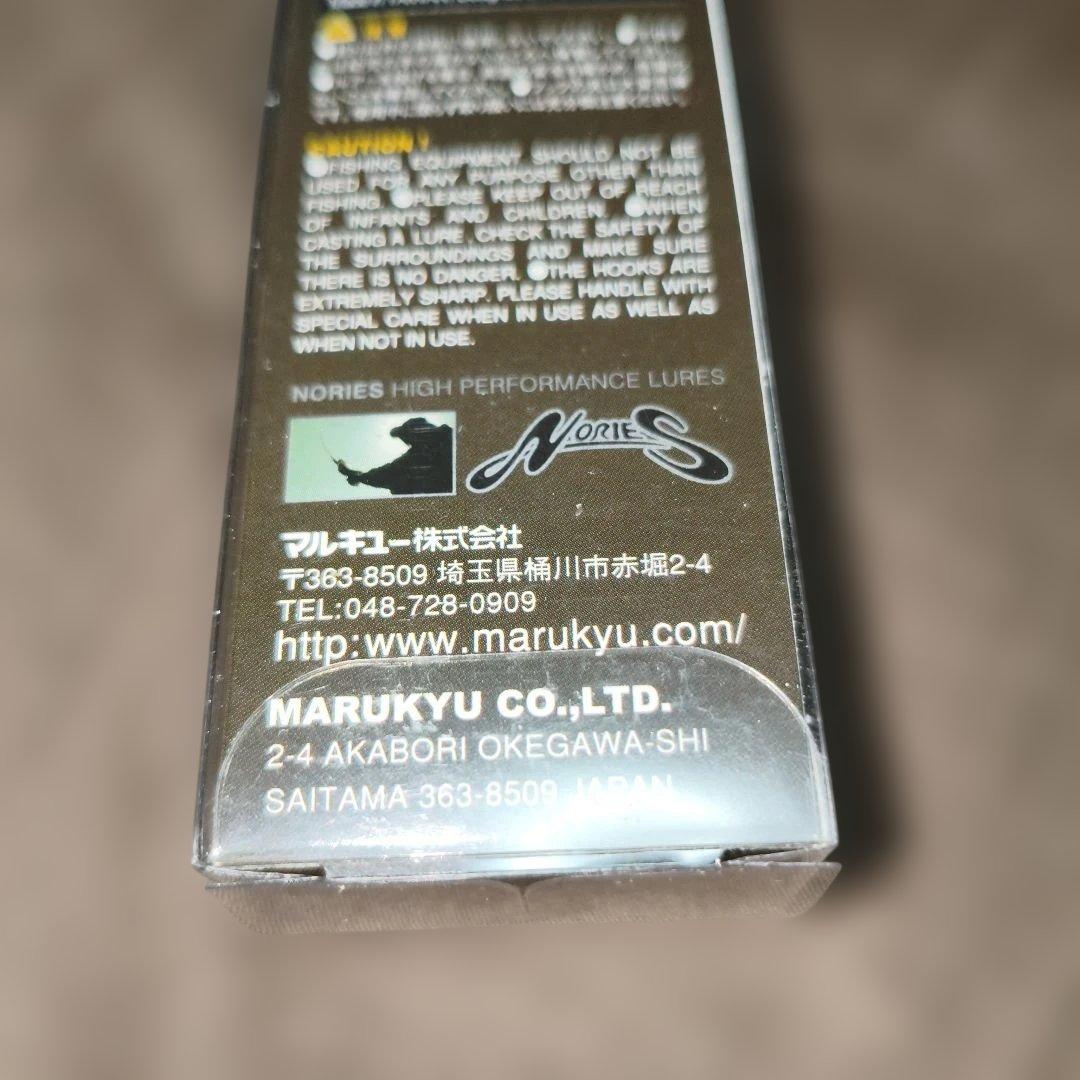 CAUTION!
●FISHING EQUIPMENT SHOULD NOT BE
USED FOR ANY PURPOSE OTHER THAN
FISHING. ●PLEASE KEEP OUT OF REACH
OF INFANTS AND CHILDREN. ●WHEN
CASTING A LURE, CHECK THE SAFETY OF
THE SURROUNDINGS AND MAKE SURE
THERE IS NO DANGER. ●THE HOOKS ARE
EXTREMELY SHARP. PLEASE HANDLE WITH
SPECIAL CARE WHEN IN USE AS WELL AS
WHEN NOT IN USE.
NORIES HIGH PERFORMANCE LURES
NORIES
マルキユー株式会社
〒363-8509 埼玉県桶川市赤堀2-4
TEL:048-728-0909
http:www.marukyu.com/
MARUKYU CO.,LTD.
2-4 AKABORI OKEGAWA-SHI
SAITAMA 363-8509 JAPAN